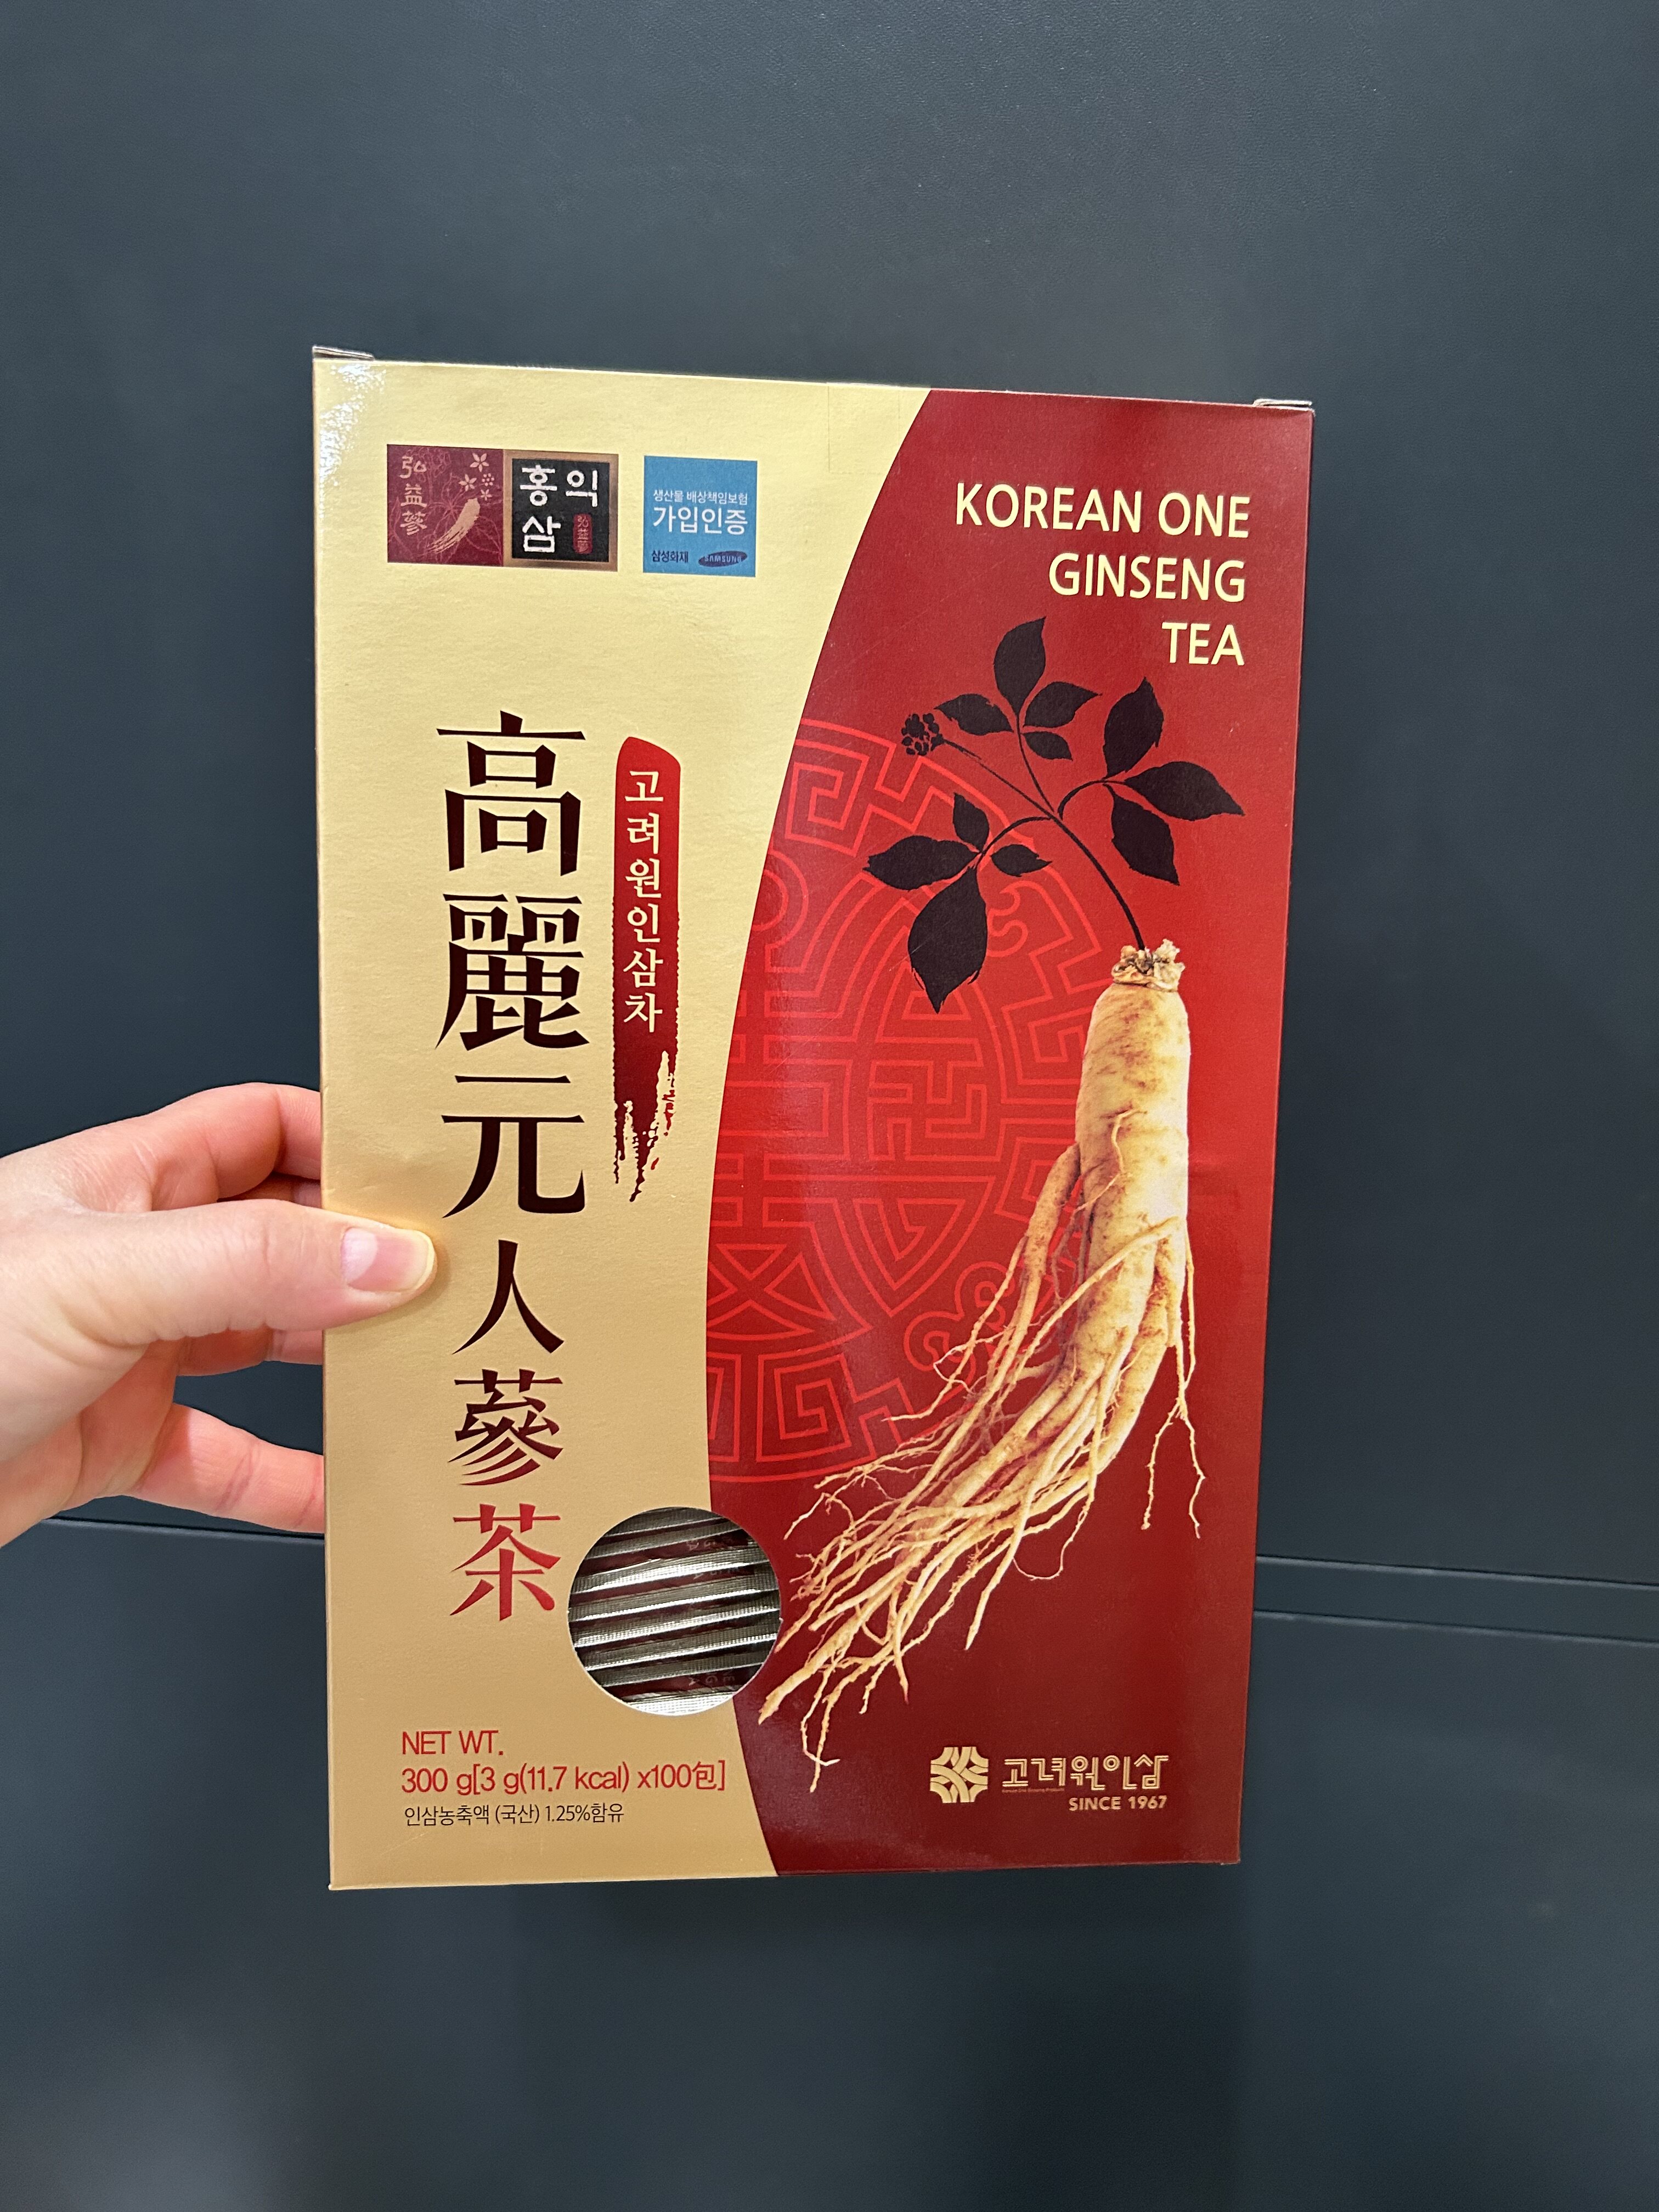 弘益蔘
홍익
삼
弘益蔘
생산물 배상책임보험
가입인증
삼성화재 SAMSUNG
KOREAN ONE
GINSENG
TEA
高麗元人蔘茶
고려원인삼차
NET WT.
300 g[3 g(11.7 kcal) x100包]
인삼농축액 (국산) 1.25%함유
고려원인삼
SINCE 1967